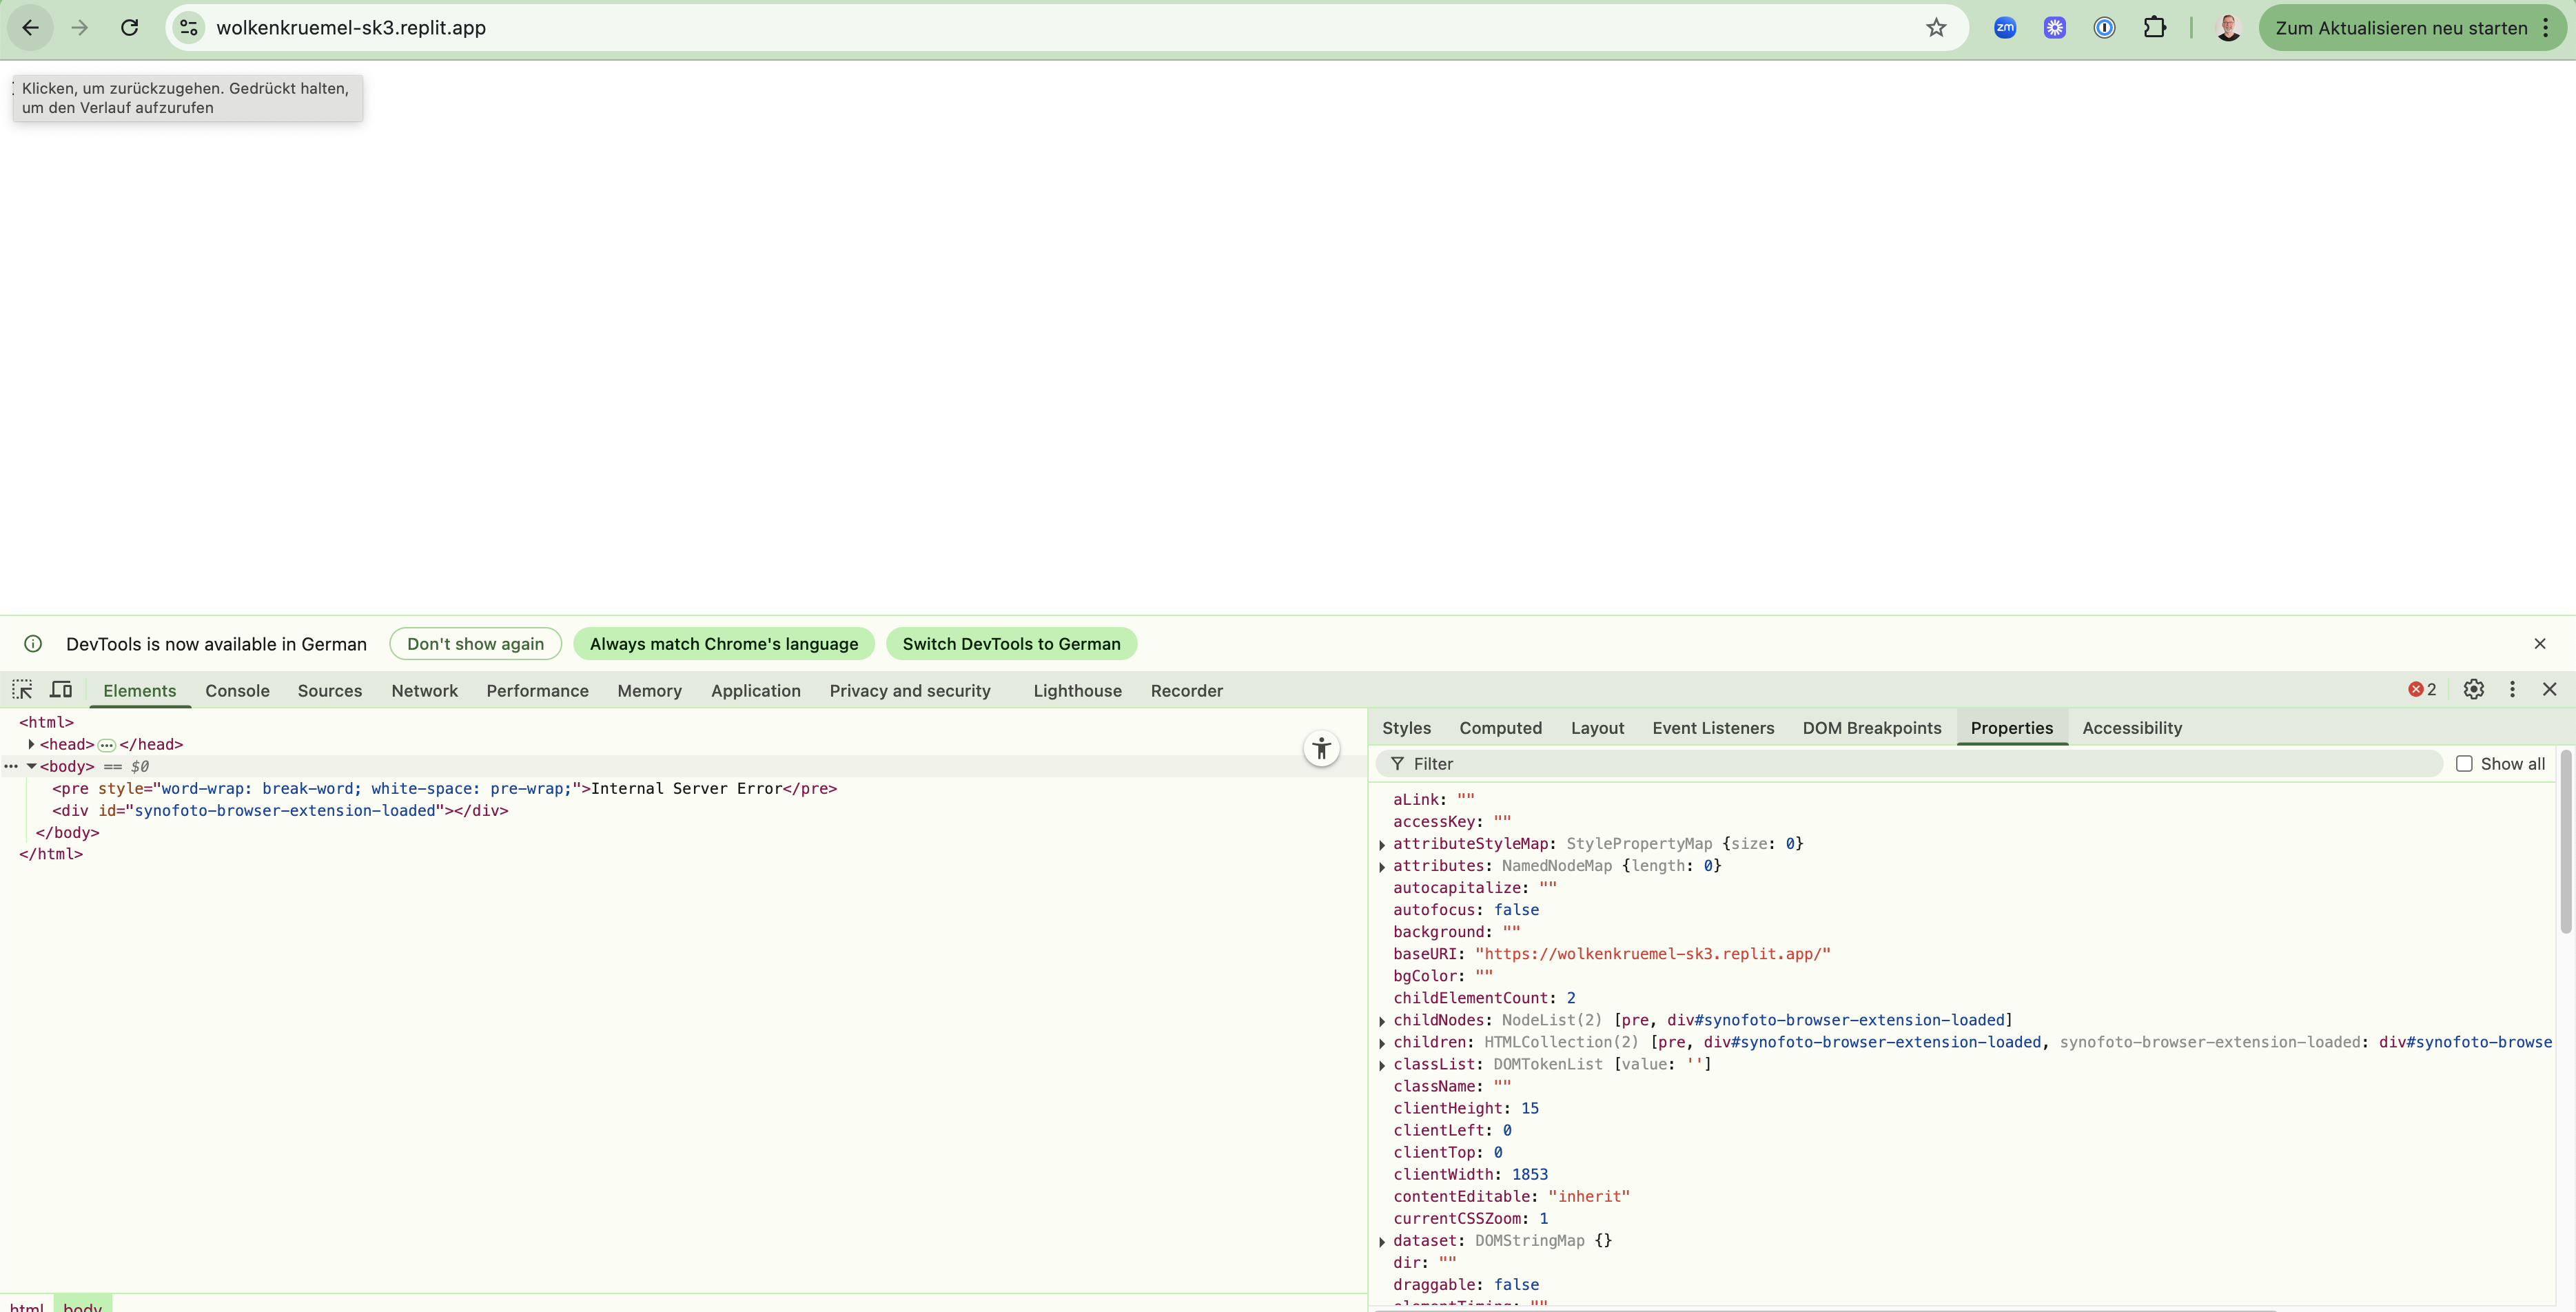 wolkenkruemel-sk3.replit.app
zm
Zum Aktualisieren neu starten
Klicken, um zurückzugehen. Gedrückt halten,
um den Verlauf aufzurufen
DevTools is now available in German
Don't show again
Always match Chrome's language
Switch DevTools to German
Elements
Console
Sources
Network
Performance
Memory
Application
Privacy and security
Lighthouse
Recorder
2
<html>
<head> ... </head>
... <body> == $0
<pre style="word-wrap: break-word; white-space: pre-wrap;">Internal Server Error</pre>
<div id="synofoto-browser-extension-loaded"></div>
</body>
</html>
html
body
Styles
Computed
Layout
Event Listeners
DOM Breakpoints
Properties
Accessibility
Filter
Show all
aLink: ""
accessKey: ""
attributeStyleMap: StylePropertyMap {size: 0}
attributes: NamedNodeMap {length: 0}
autocapitalize: ""
autofocus: false
background: ""
baseURI: "https://wolkenkruemel-sk3.replit.app/"
bgColor: ""
childElementCount: 2
childNodes: NodeList(2) [pre, div#synofoto-browser-extension-loaded]
children: HTMLCollection(2) [pre, div#synofoto-browser-extension-loaded, synofoto-browser-extension-loaded: div#synofoto-browse
classList: DOMTokenList [value: '']
className: ""
clientHeight: 15
clientLeft: 0
clientTop: 0
clientWidth: 1853
contentEditable: "inherit"
currentCSSZoom: 1
dataset: DOMStringMap {}
dir: ""
draggable: false
elementTiming: ""